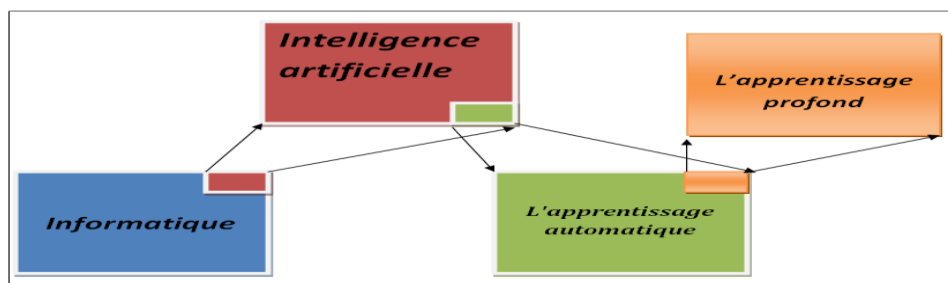 Intelligence
artificielle
L’apprentissage
profond
Informatique
L'apprentissage
automatique